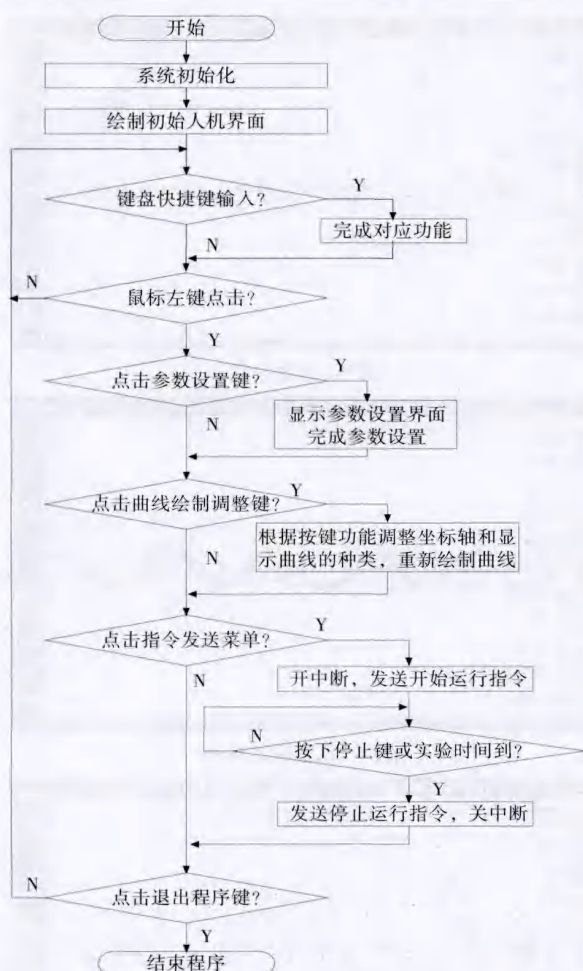 开始
系统初始化
绘制初始人机界面
键盘快捷键输入?
Y
完成对应功能
N
N
鼠标左键点击?
Y
点击参数设置键?
Y
显示参数设置界面
完成参数设置
N
点击曲线绘制调整键?
Y
根据按键功能调整坐标轴和显
示曲线的种类，重新绘制曲线
N
点击指令发送菜单?
Y
开中断，发送开始运行指令
N
N
按下停止键或实验时间到?
Y
发送停止运行指令，关中断
N
点击退出程序键?
Y
结束程序